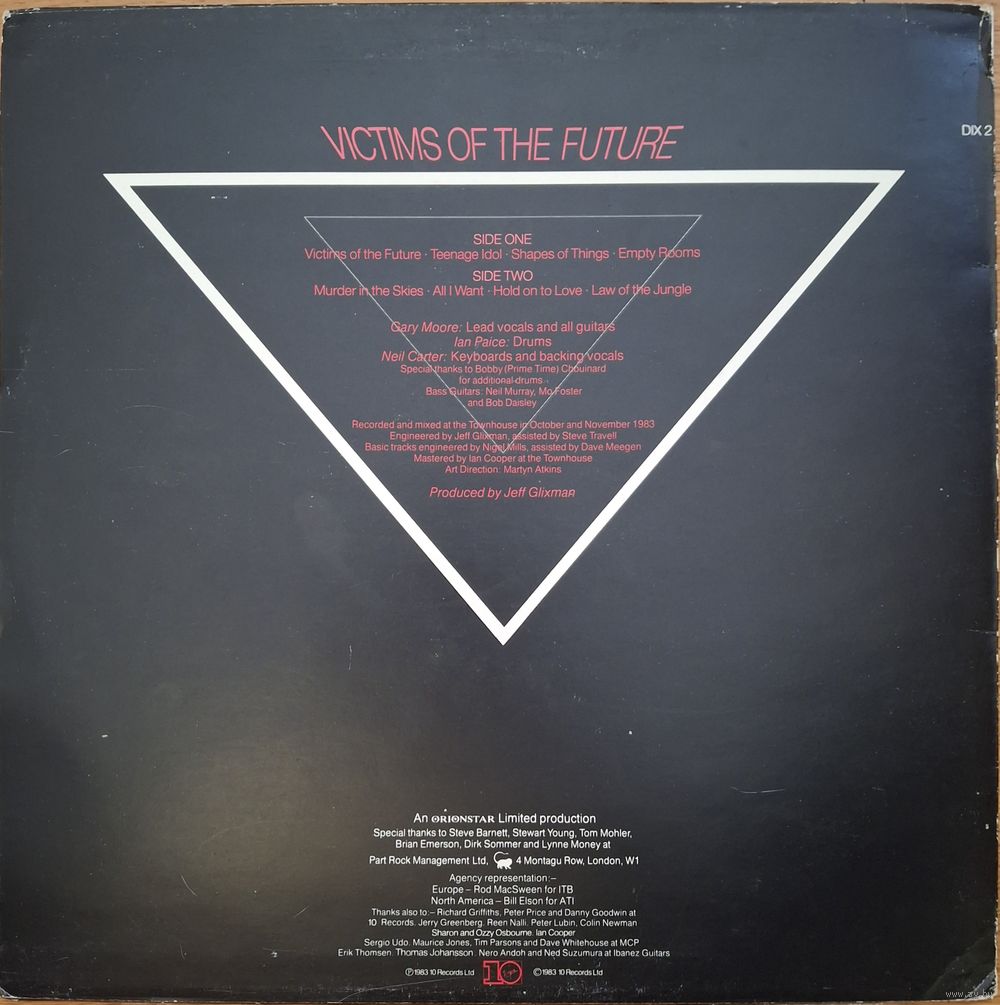 VICTIMS OF THE FUTURE
DIX 2
SIDE ONE
Victims of the Future · Teenage Idol · Shapes of Things · Empty Rooms
SIDE TWO
Murder in the Skies · All I Want · Hold on to Love · Law of the Jungle
Gary Moore: Lead vocals and all guitars
Ian Paice: Drums
Neil Carter: Keyboards and backing vocals
Special thanks to Bobby (Prime Time) Chouinard
for additional drums
Bass Guitars: Neil Murray, Mo Foster
and Bob Daisley
Recorded and mixed at the Townhouse in October and November 1983
Engineered by Jeff Glixman, assisted by Steve Travell
Basic tracks engineered by Nigel Mills, assisted by Dave Meegen
Mastered by Ian Cooper at the Townhouse
Art Direction: Martyn Atkins
Produced by Jeff Glixman
An ORIONSTAR Limited production
Special thanks to Steve Barnett, Stewart Young, Tom Mohler,
Brian Emerson, Dirk Sommer and Lynne Money at
Part Rock Management Ltd, 4 Montagu Row, London, W1
Agency representation:–
Europe – Rod MacSween for ITB
North America – Bill Elson for ATI
Thanks also to:– Richard Griffiths, Peter Price and Danny Goodwin at
10 Records. Jerry Greenberg. Reen Nalli. Peter Lubin, Colin Newman
Sharon and Ozzy Osbourne. Ian Cooper
Sergio Udo. Maurice Jones, Tim Parsons and Dave Whitehouse at MCP
Erik Thomsen. Thomas Johansson. Nero Andoh and Ned Suzumura at Ibanez Guitars
℗1983 10 Records Ltd 10 Virgin ©1983 10 Records Ltd
www.ay.by